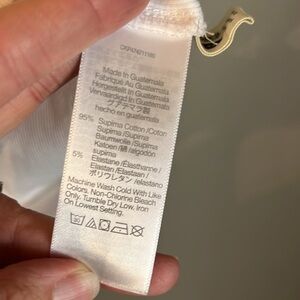 Made in Guatemala
Fabriqué Au Guatemala
Hergestellt in Guatemala
Vervaardigd In Guatemala
グアテマラ製
hecho en guatemala
95% Supima Cotton /Coton
Supima /Supima
Baumwolle /Supima
Katoen /綿 /algodón
supima
5% Elastane /Élasthanne /
Elastan /Elastaan /
ポリウレタン /elastano
Machine Wash Cold With Like
Colors, Non-Chlorine Bleach
Only, Tumble Dry Low, Iron
On Lowest Setting.
30